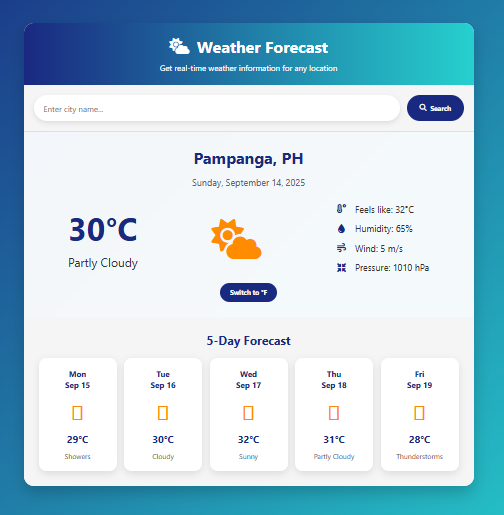 Weather Forecast
Get real-time weather information for any location
Enter city name...
Search
Pampanga, PH
Sunday, September 14, 2025
30°C
Partly Cloudy
Feels like: 32°C
Humidity: 65%
Wind: 5 m/s
Pressure: 1010 hPa
Switch to °F
5-Day Forecast
Mon
Sep 15
29°C
Showers
Tue
Sep 16
30°C
Cloudy
Wed
Sep 17
32°C
Sunny
Thu
Sep 18
31°C
Partly Cloudy
Fri
Sep 19
28°C
Thunderstorms